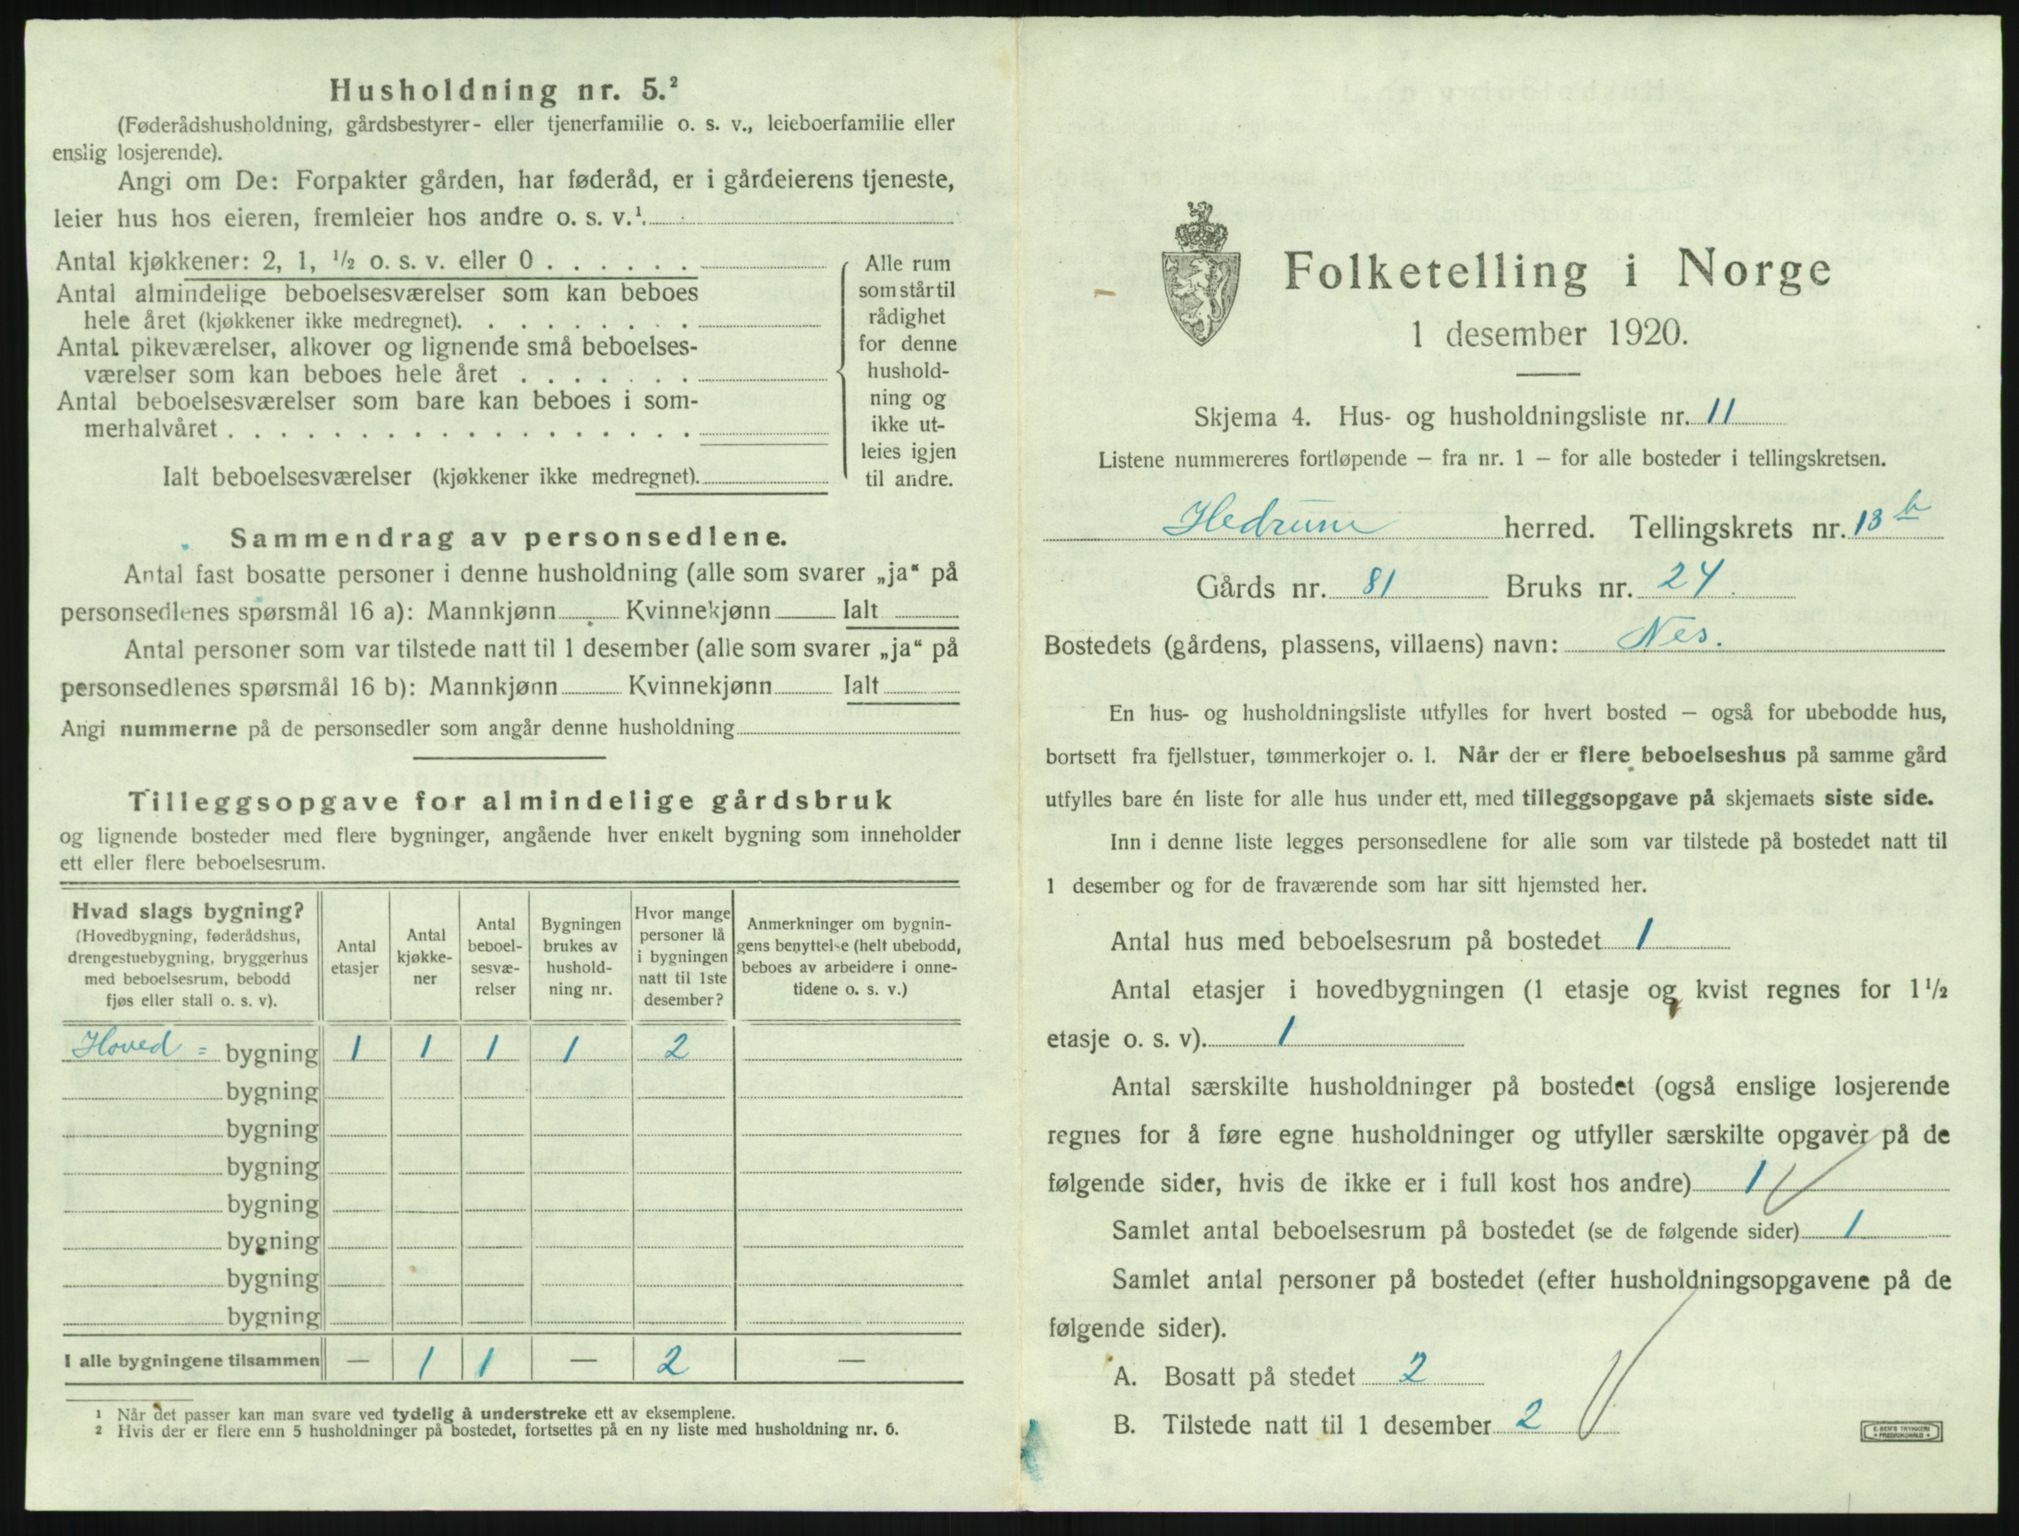 Husholdning nr. 5.²
(Føderådshusholdning, gårdsbestyrer- eller tjenerfamilie o. s. v., leieboerfamilie eller
enslig losjerende).
Angi om De: Forpakter gården, har føderåd, er i gårdeierens tjeneste,
leier hus hos eieren, fremleier hos andre o. s. v.¹
Antal kjøkkener: 2, 1, ½ o. s. v. eller 0 . . . . . .
Antal almindelige beboelsesværelser som kan beboes
hele året (kjøkkener ikke medregnet). . . . . . . . .
Antal pikeværelser, alkover og lignende små beboelses-
værelser som kan beboes hele året . . . . . . .
Antal beboelsesværelser som bare kan beboes i som-
merhalvåret . . . . . . . . . . . . . . . . . .
Ialt beboelsesværelser (kjøkkener ikke medregnet).
Alle rum
som står til
rådighet
for denne
hushold-
ning og
ikke ut-
leies igjen
til andre.
Sammendrag av personsedlene.
Antal fast bosatte personer i denne husholdning (alle som svarer „ja" på
personsedlenes spørsmål 16 a): Mannkjønn Kvinnekjønn Ialt
Antal personer som var tilstede natt til 1 desember (alle som svarer „ja" på
personsedlenes spørsmål 16 b): Mannkjønn Kvinnekjønn Ialt
Angi nummerne på de personsedler som angår denne husholdning
Tilleggsopgave for almindelige gårdsbruk
og lignende bosteder med flere bygninger, angående hver enkelt bygning som inneholder
ett eller flere beboelsesrum.
Hvad slags bygning?
(Hovedbygning, føderådshus,
drengestuebygning, bryggerhus
med beboelsesrum, bebodd
fjøs eller stall o. s. v).
Antal
etasjer
Antal
kjøkke-
ner
Antal
beboel-
sesvæ-
relser
Bygningen
brukes av
hushold-
ning nr.
Hvor mange
personer lå
i bygningen
natt til 1ste
desember?
Anmerkninger om bygnin-
gens benyttelse (helt ubebodd,
beboes av arbeidere i onne-
tidene o. s. v.)
Hoved = bygning 1 1 1 1 2
bygning
bygning
bygning
bygning
bygning
bygning
bygning
I alle bygningene tilsammen — 1 1 — 2 —
¹ Når det passer kan man svare ved tydelig å understreke ett av eksemplene.
² Hvis der er flere enn 5 husholdninger på bostedet, fortsettes på en ny liste med husholdning nr. 6.
Folketelling i Norge
1 desember 1920.
Skjema 4. Hus- og husholdningsliste nr. 11
Listene nummereres fortløpende — fra nr. 1 — for alle bosteder i tellingskretsen.
Hedrum herred. Tellingskrets nr. 13 b
Gårds nr. 81 Bruks nr. 24.
Bostedets (gårdens, plassens, villaens) navn: Nes.
En hus- og husholdningsliste utfylles for hvert bosted — også for ubebodde hus,
bortsett fra fjellstuer, tømmerkojer o. l. Når der er flere beboelseshus på samme gård
utfylles bare én liste for alle hus under ett, med tilleggsopgave på skjemaets siste side.
Inn i denne liste legges personsedlene for alle som var tilstede på bostedet natt til
1 desember og for de fraværende som har sitt hjemsted her.
Antal hus med beboelsesrum på bostedet 1
Antal etasjer i hovedbygningen (1 etasje og kvist regnes for 1½
etasje o. s. v). 1
Antal særskilte husholdninger på bostedet (også enslige losjerende
regnes for å føre egne husholdninger og utfyller særskilte opgaver på de
følgende sider, hvis de ikke er i full kost hos andre) 1
Samlet antal beboelsesrum på bostedet (se de følgende sider) 1
Samlet antal personer på bostedet (efter husholdningsopgavene på de
følgende sider).
A. Bosatt på stedet 2
B. Tilstede natt til 1 desember 2